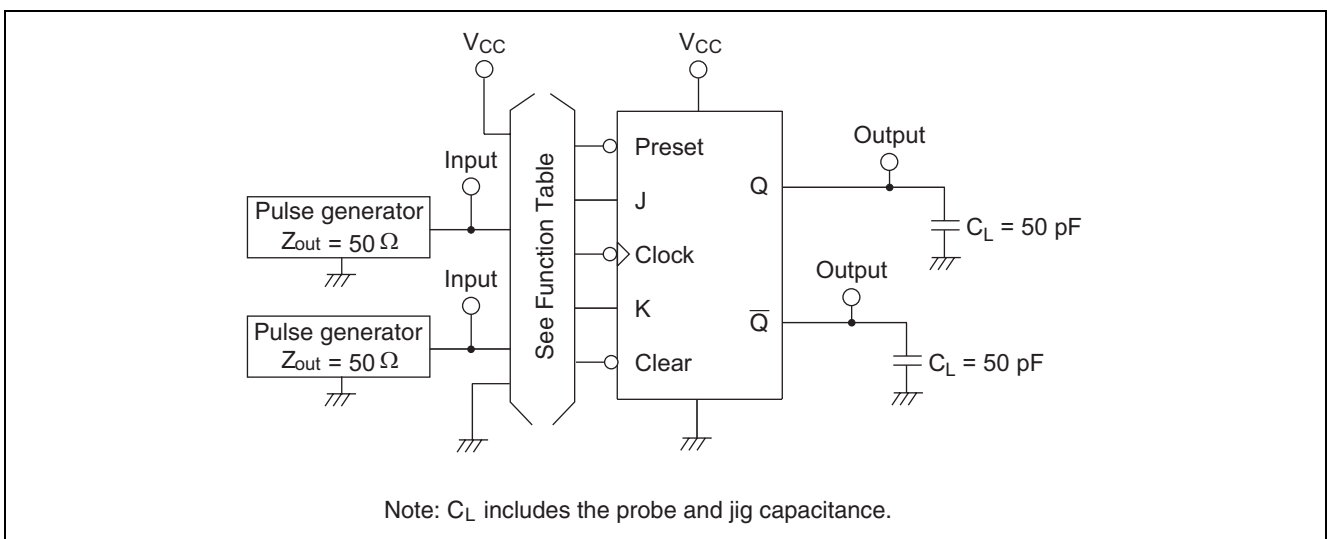 VCC
VCC
Input
Pulse generator
Zout = 50 Ω
Input
Pulse generator
Zout = 50 Ω
See Function Table
Preset
J
Clock
K
Clear
Q
Q̅
Output
CL = 50 pF
Output
CL = 50 pF
Note: CL includes the probe and jig capacitance.